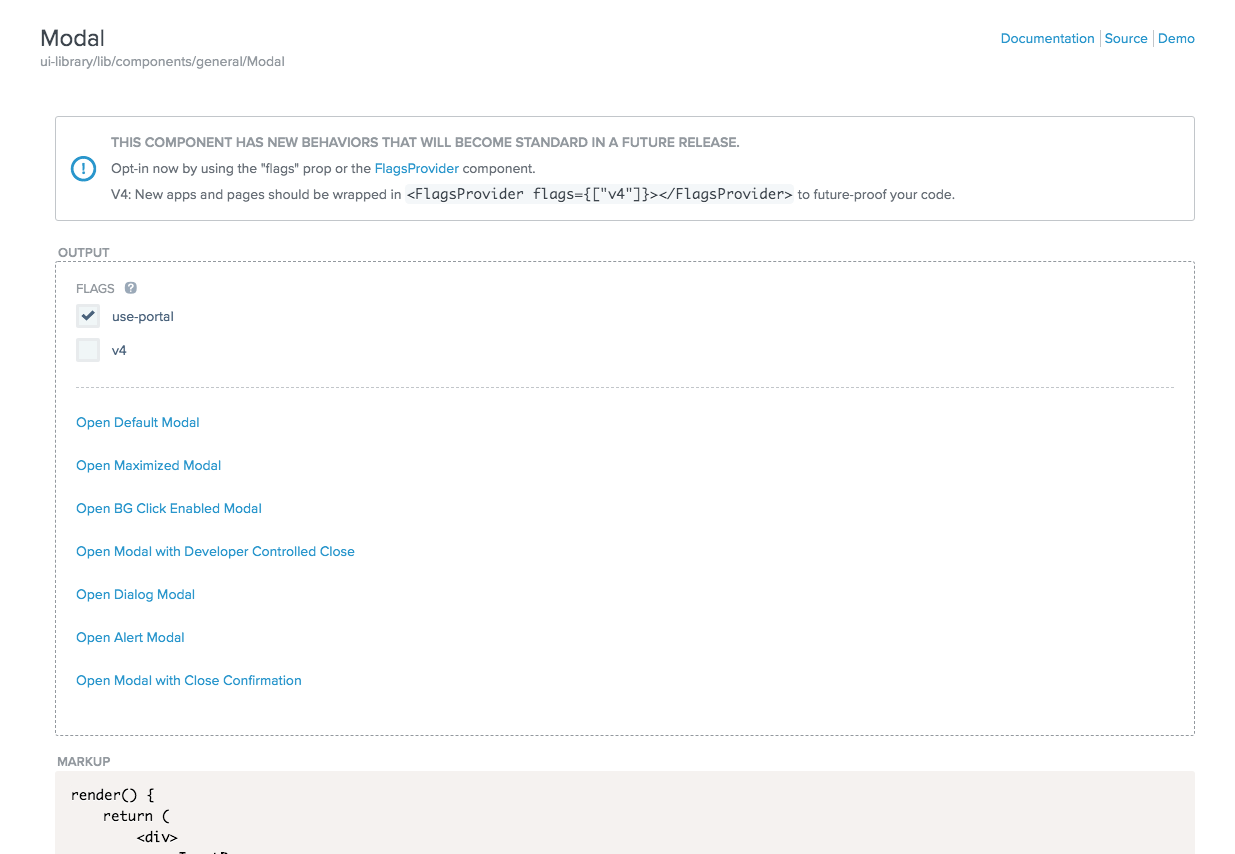 Modal
Documentation | Source | Demo
ui-library/lib/components/general/Modal
THIS COMPONENT HAS NEW BEHAVIORS THAT WILL BECOME STANDARD IN A FUTURE RELEASE.
Opt-in now by using the "flags" prop or the FlagsProvider component.
V4: New apps and pages should be wrapped in <FlagsProvider flags={["v4"]}></FlagsProvider> to future-proof your code.
OUTPUT
FLAGS ?
use-portal
v4
Open Default Modal
Open Maximized Modal
Open BG Click Enabled Modal
Open Modal with Developer Controlled Close
Open Dialog Modal
Open Alert Modal
Open Modal with Close Confirmation
MARKUP
render() {
return (
<div>